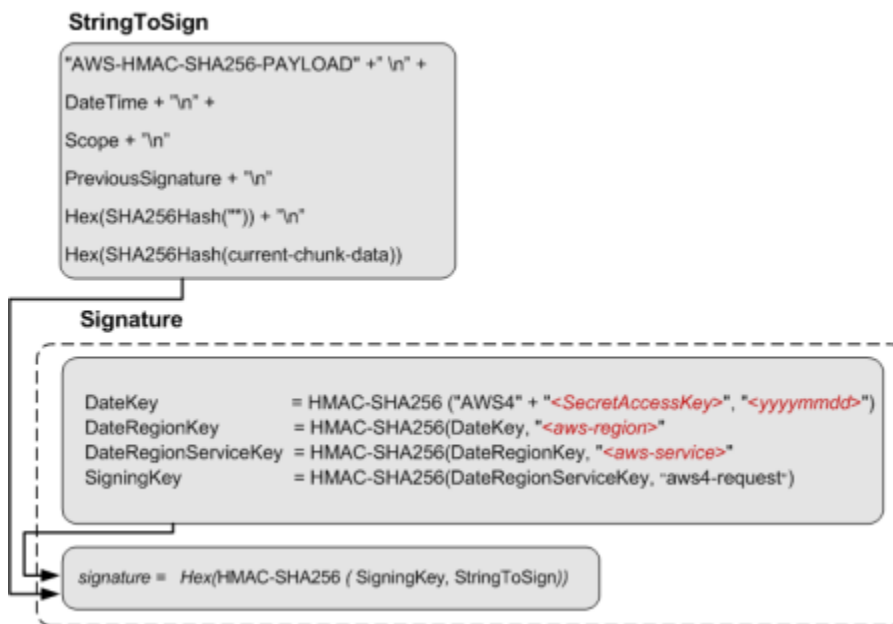 StringToSign
"AWS-HMAC-SHA256-PAYLOAD" +" \n" +
DateTime + "\n" +
Scope + "\n"
PreviousSignature + "\n"
Hex(SHA256Hash("")) + "\n"
Hex(SHA256Hash(current-chunk-data))
Signature
DateKey = HMAC-SHA256 ("AWS4" + "<SecretAccessKey>", "<yyyymmdd>")
DateRegionKey = HMAC-SHA256(DateKey, "<aws-region>"
DateRegionServiceKey = HMAC-SHA256(DateRegionKey, "<aws-service>"
SigningKey = HMAC-SHA256(DateRegionServiceKey, "aws4-request")
signature = Hex(HMAC-SHA256 ( SigningKey, StringToSign))